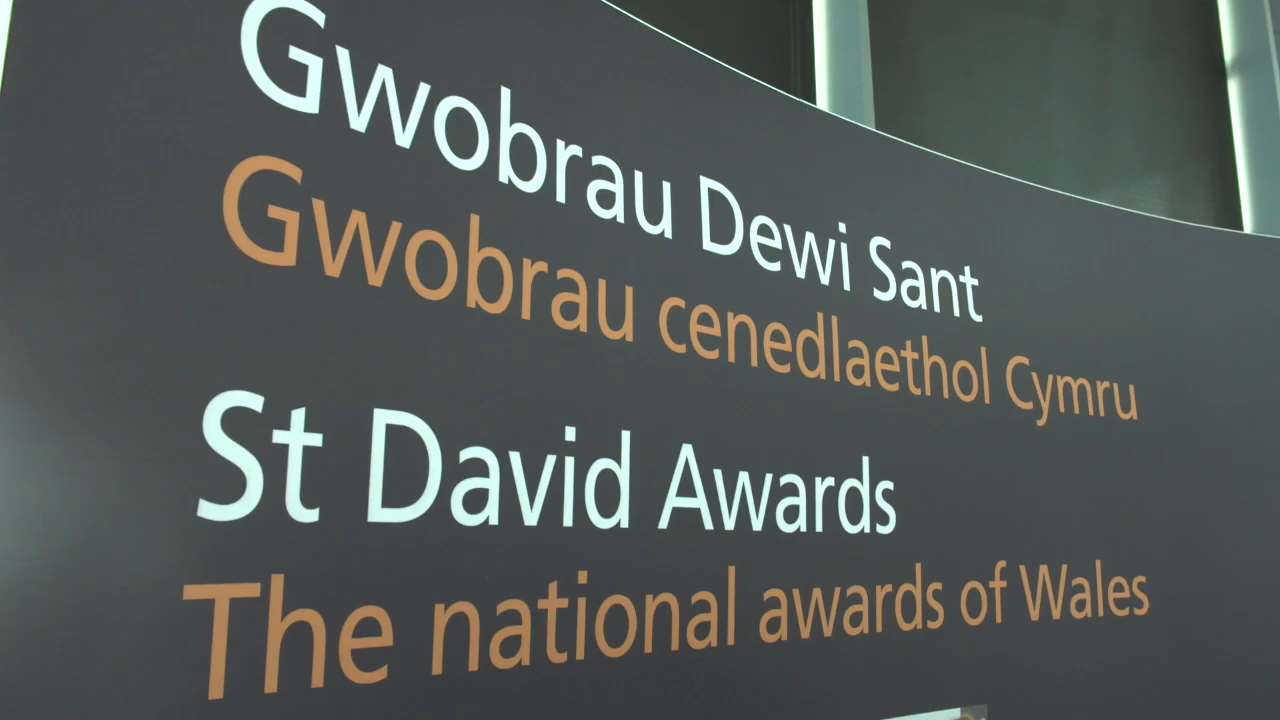 Gwobrau Dewi Sant
Gwobrau cenedlaethol Cymru
St David Awards
The national awards of Wales